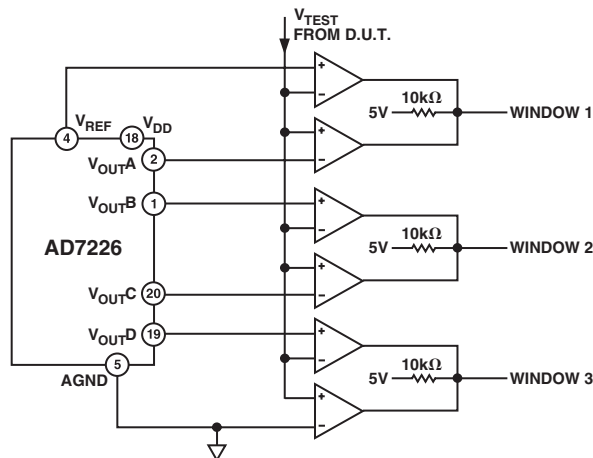 V_TEST
FROM D.U.T.
+
–
10kΩ
5V
WINDOW 1
4
V_REF
18
V_DD
+
–
V_OUTA
2
V_OUTB
1
+
–
10kΩ
5V
WINDOW 2
AD7226
+
–
V_OUTC
20
V_OUTD
19
+
–
10kΩ
5V
WINDOW 3
5
AGND
+
–